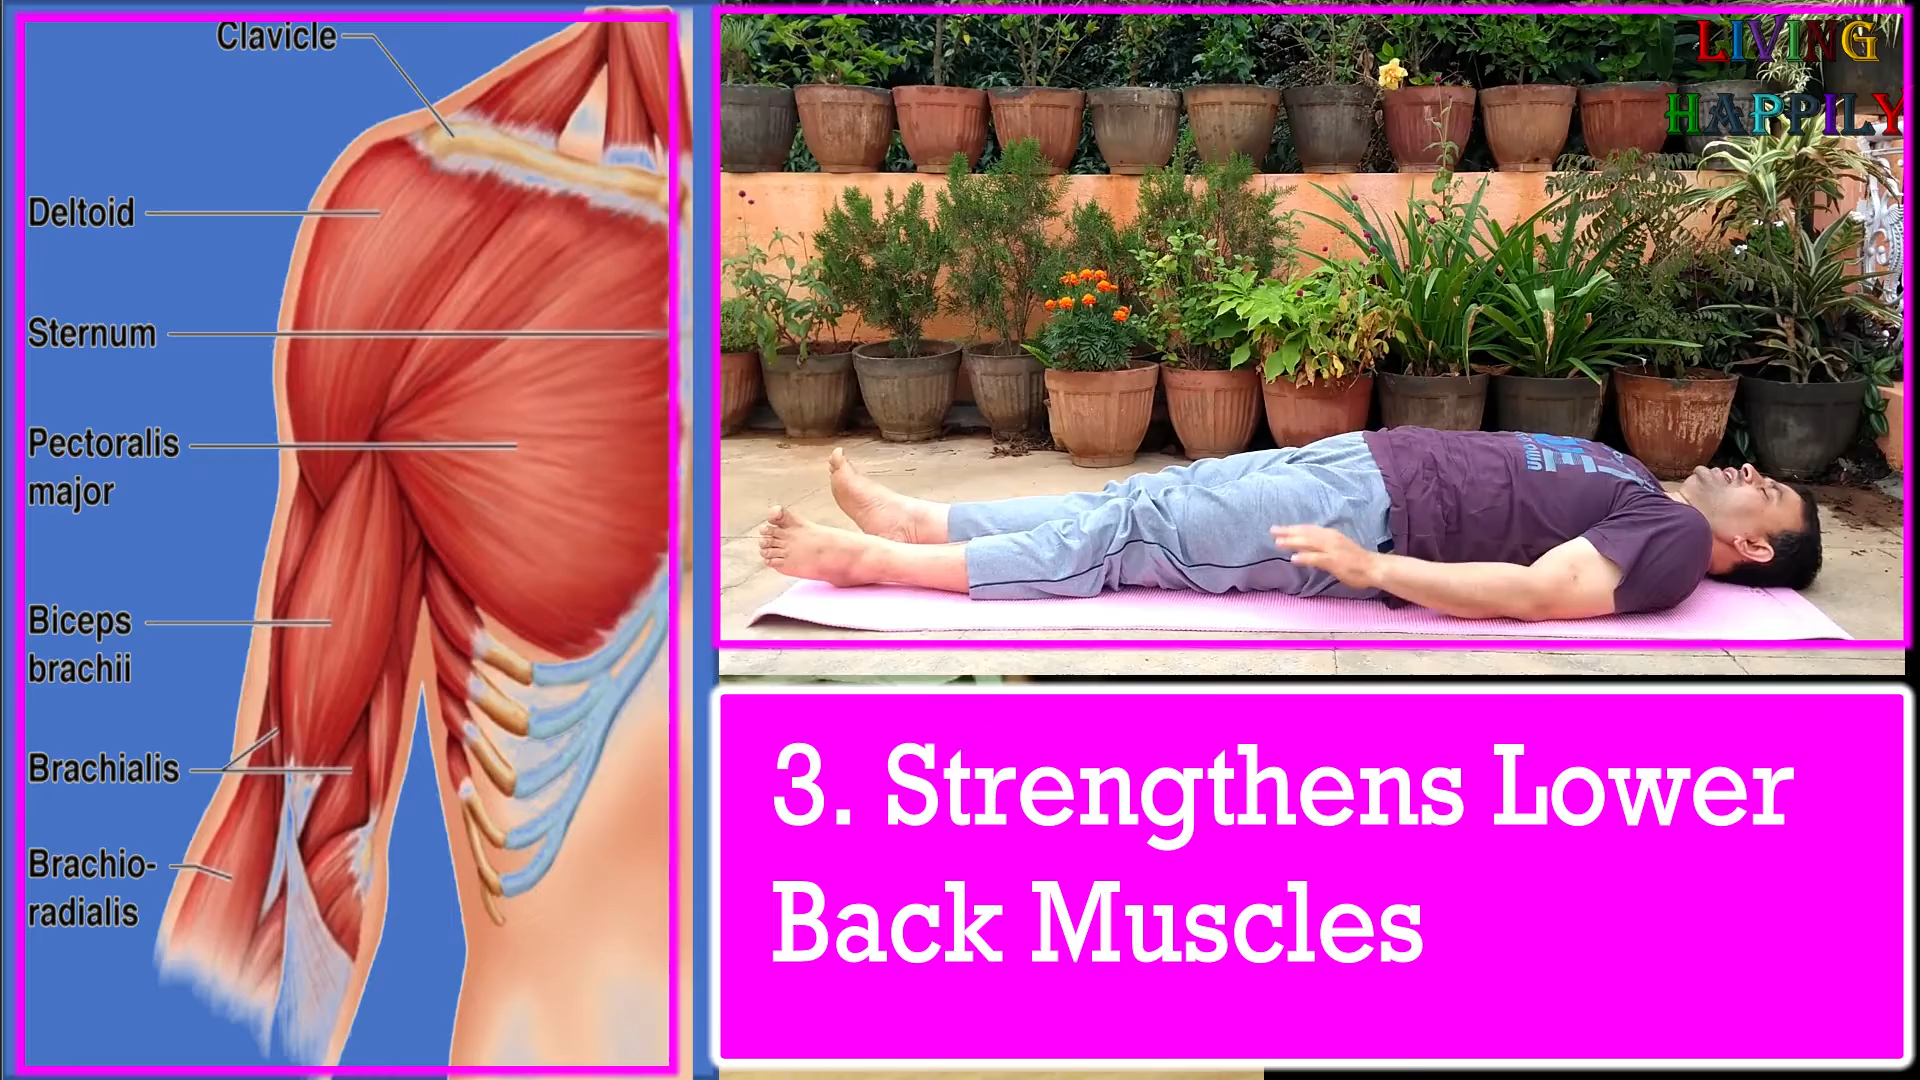 Clavicle
Deltoid
Sternum
Pectoralis
major
Biceps
brachii
Brachialis
Brachio-
radialis
LIVING
HAPPILY
3. Strengthens Lower
Back Muscles